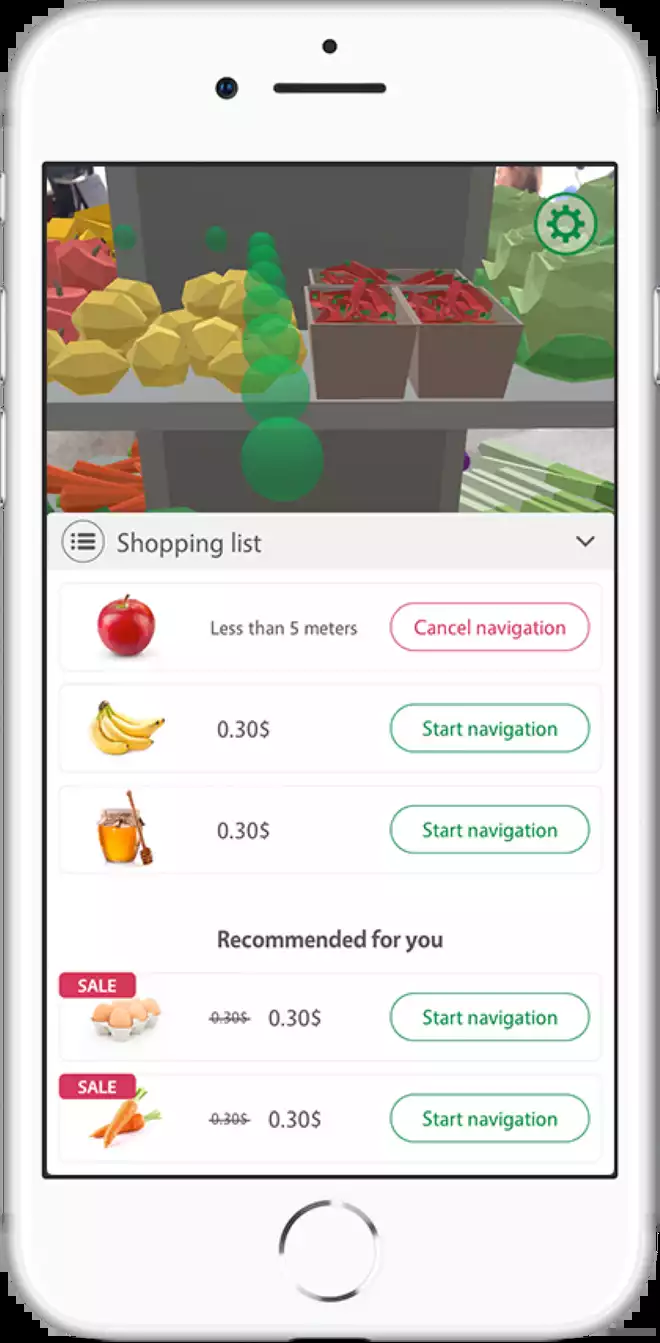 Shopping list
Less than 5 meters Cancel navigation
0.30$ Start navigation
0.30$ Start navigation
Recommended for you
SALE
0.30$ 0.30$ Start navigation
SALE
0.30$ 0.30$ Start navigation